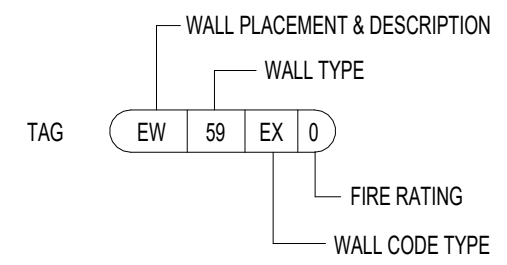 WALL PLACEMENT & DESCRIPTION
WALL TYPE
TAG EW 59 EX 0
FIRE RATING
WALL CODE TYPE